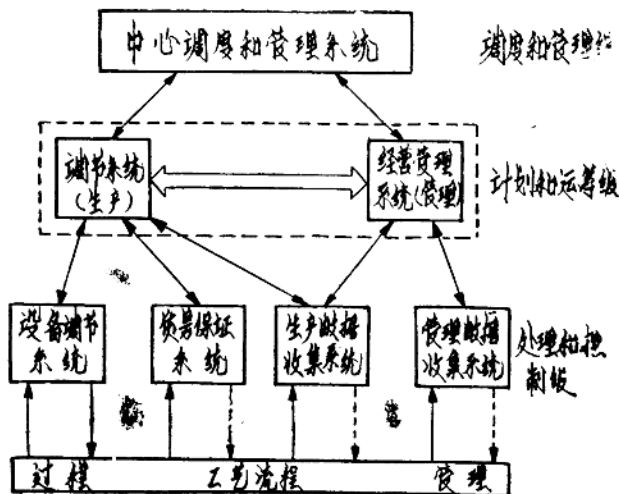 中心调度和管理系统
调度和管理
调节系统
(生产)
经营管理
系统(管理)
计划和运筹级
设备调节
系统
质量保证
系统
生产数据
收集系统
管理数据
收集系统
处理和控
制级
过程
工艺流程
管理